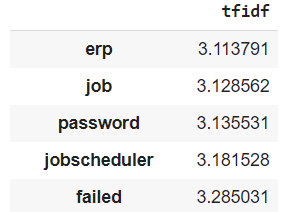 tfidf
erp 3.113791
job 3.128562
password 3.135531
jobscheduler 3.181528
failed 3.285031